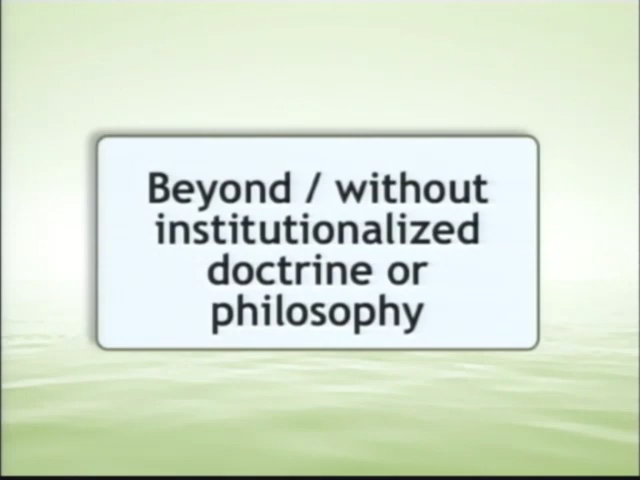 Beyond / without
institutionalized
doctrine or
philosophy